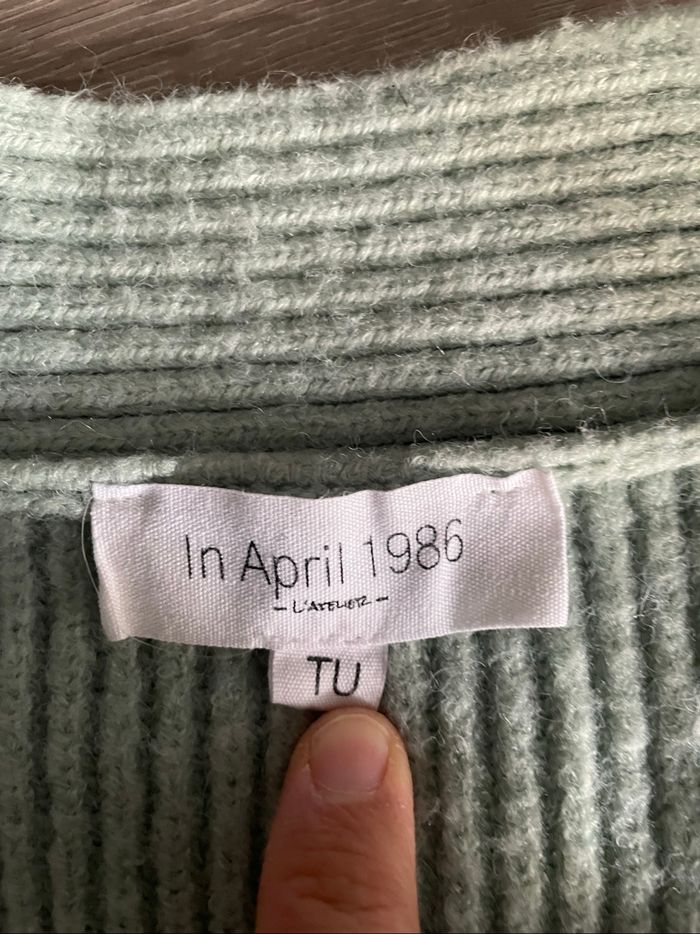 In April 1986
- L'ATELIER -
TU